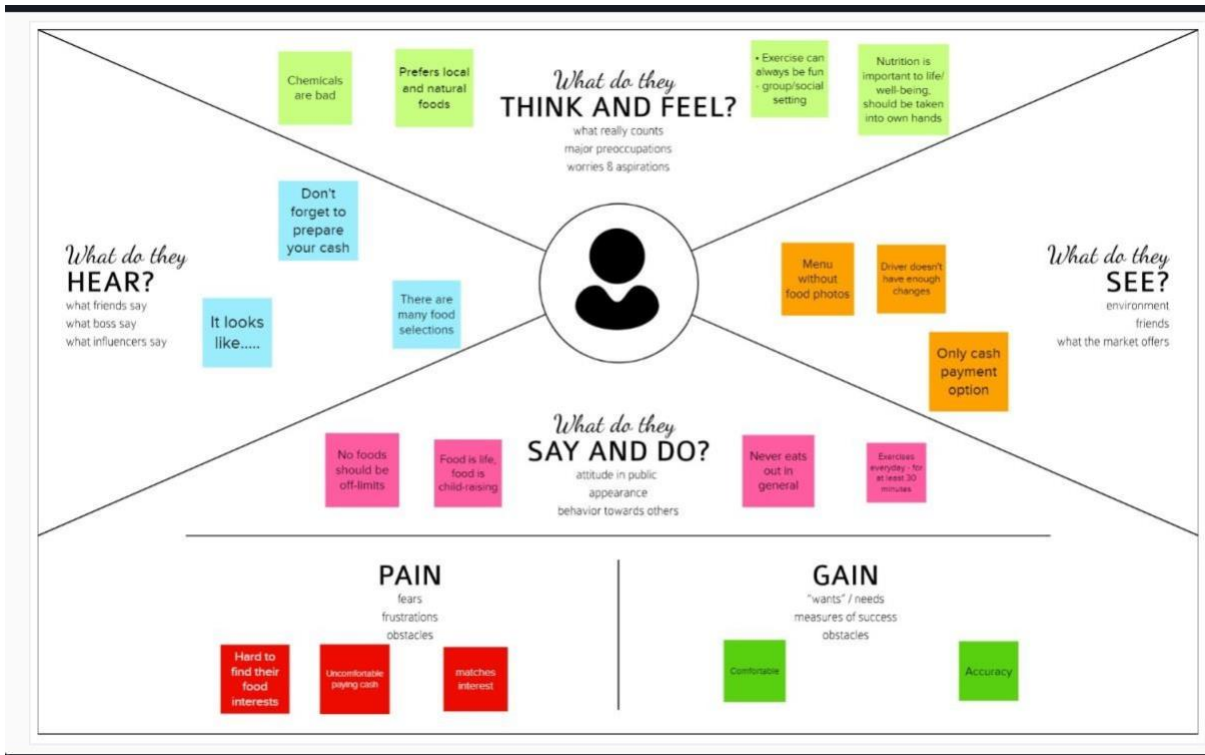 Chemicals
are bad
Prefers local
and natural
foods
What do they
THINK AND FEEL?
what really counts
major preoccupations
worries & aspirations
• Exercise can
always be fun
- group/social
setting
Nutrition is
important to life/
well-being,
should be taken
into own hands
What do they
HEAR?
what friends say
what boss say
what influencers say
Don't
forget to
prepare
your cash
It looks
like.....
There are
many food
selections
Menu
without
food photos
Driver doesn't
have enough
changes
Only cash
payment
option
What do they
SEE?
environment
friends
what the market offers
No foods
should be
off-limits
Food is life,
food is
child-raising
What do they
SAY AND DO?
attitude in public
appearance
behavior towards others
Never eats
out in
general
Exercises
everyday - for
at least 30
minutes
PAIN
fears
frustrations
obstacles
Hard to
find their
food
interests
Uncomfortable
paying cash
matches
interest
GAIN
"wants" / needs
measures of success
obstacles
Comfortable
Accuracy